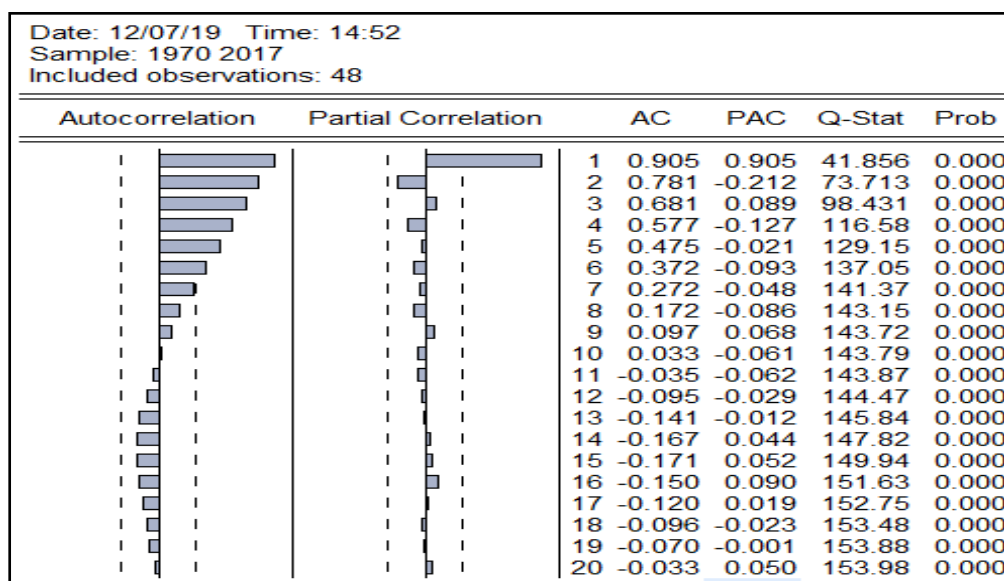 Date: 12/07/19 Time: 14:52
Sample: 1970 2017
Included observations: 48
Autocorrelation Partial Correlation AC PAC Q-Stat Prob
1 0.905 0.905 41.856 0.000
2 0.781 -0.212 73.713 0.000
3 0.681 0.089 98.431 0.000
4 0.577 -0.127 116.58 0.000
5 0.475 -0.021 129.15 0.000
6 0.372 -0.093 137.05 0.000
7 0.272 -0.048 141.37 0.000
8 0.172 -0.086 143.15 0.000
9 0.097 0.068 143.72 0.000
10 0.033 -0.061 143.79 0.000
11 -0.035 -0.062 143.87 0.000
12 -0.095 -0.029 144.47 0.000
13 -0.141 -0.012 145.84 0.000
14 -0.167 0.044 147.82 0.000
15 -0.171 0.052 149.94 0.000
16 -0.150 0.090 151.63 0.000
17 -0.120 0.019 152.75 0.000
18 -0.096 -0.023 153.48 0.000
19 -0.070 -0.001 153.88 0.000
20 -0.033 0.050 153.98 0.000